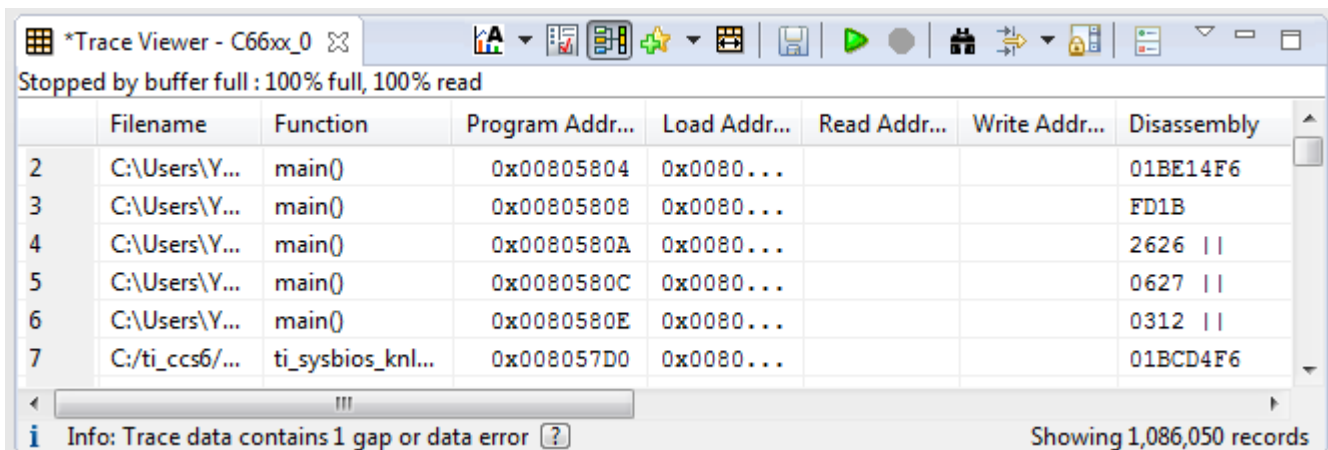 *Trace Viewer - C66xx_0
Stopped by buffer full : 100% full, 100% read
Filename Function Program Addr... Load Addr... Read Addr... Write Addr... Disassembly
2 C:\Users\Y... main() 0x00805804 0x0080... 01BE14F6
3 C:\Users\Y... main() 0x00805808 0x0080... FD1B
4 C:\Users\Y... main() 0x0080580A 0x0080... 2626 ||
5 C:\Users\Y... main() 0x0080580C 0x0080... 0627 ||
6 C:\Users\Y... main() 0x0080580E 0x0080... 0312 ||
7 C:/ti_ccs6/... ti_sysbios_knl... 0x008057D0 0x0080... 01BCD4F6
i Info: Trace data contains 1 gap or data error ? Showing 1,086,050 records